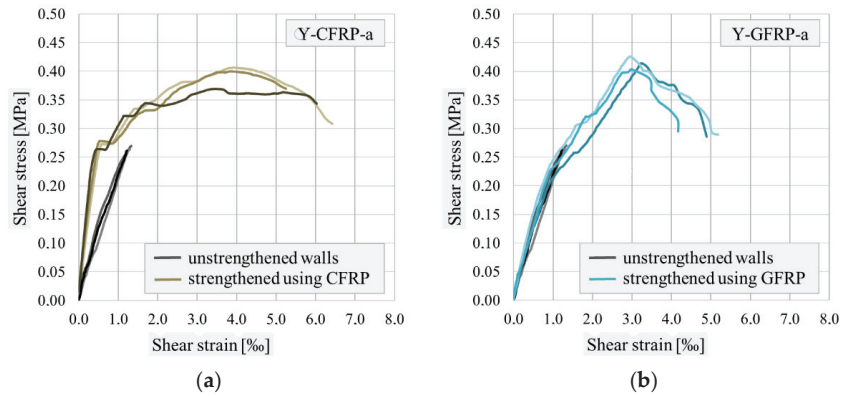 0.50
0.45
0.40
0.35
0.30
0.25
0.20
0.15
0.10
0.05
0.00
Shear stress [MPa]
Y-CFRP-a
unstrengthened walls
strengthened using CFRP
0.0 1.0 2.0 3.0 4.0 5.0 6.0 7.0 8.0
Shear strain [‰]
(a)
0.50
0.45
0.40
0.35
0.30
0.25
0.20
0.15
0.10
0.05
0.00
Shear stress [MPa]
Y-GFRP-a
unstrengthened walls
strengthened using GFRP
0.0 1.0 2.0 3.0 4.0 5.0 6.0 7.0 8.0
Shear strain [‰]
(b)